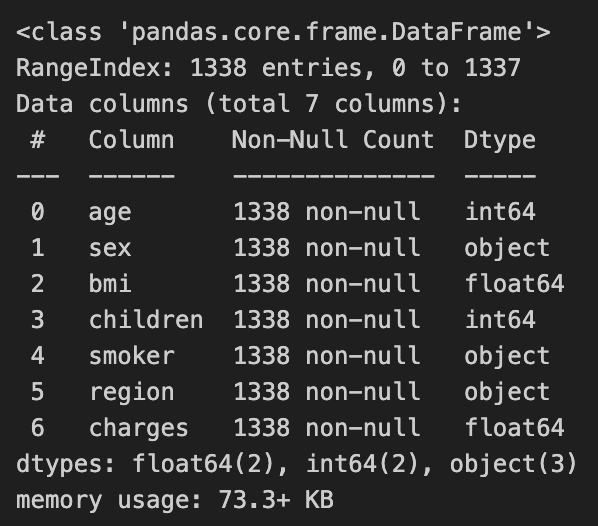 <class 'pandas.core.frame.DataFrame'>
RangeIndex: 1338 entries, 0 to 1337
Data columns (total 7 columns):
 #   Column    Non-Null Count  Dtype
---  ------    --------------  -----
 0   age       1338 non-null   int64
 1   sex       1338 non-null   object
 2   bmi       1338 non-null   float64
 3   children  1338 non-null   int64
 4   smoker    1338 non-null   object
 5   region    1338 non-null   object
 6   charges   1338 non-null   float64
dtypes: float64(2), int64(2), object(3)
memory usage: 73.3+ KB